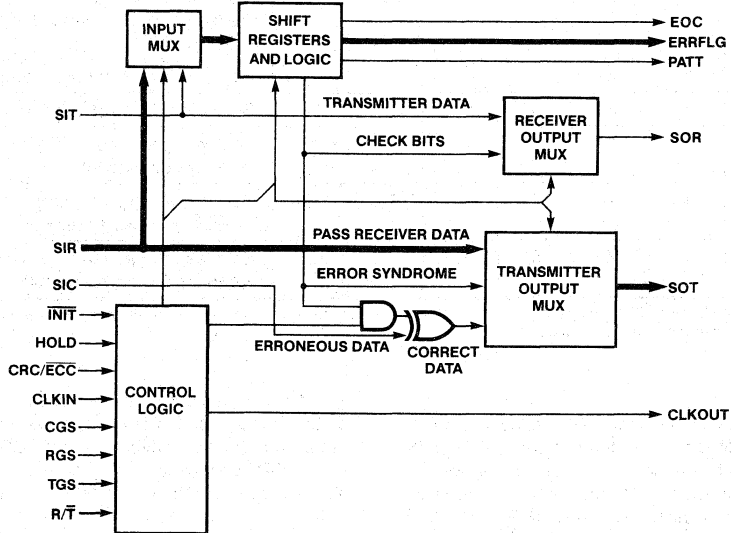 INPUT
MUX
SHIFT
REGISTERS
AND LOGIC
EOC
ERRFLG
PATT
SIT
TRANSMITTER DATA
CHECK BITS
RECEIVER
OUTPUT
MUX
SOR
SIR
PASS RECEIVER DATA
SIC
ERROR SYNDROME
TRANSMITTER
OUTPUT
MUX
SOT
ERRONEOUS DATA
CORRECT
DATA
I̅N̅I̅T̅
HOLD
CRC/E̅C̅C̅
CLKIN
CGS
RGS
TGS
R/T̅
CONTROL
LOGIC
CLKOUT